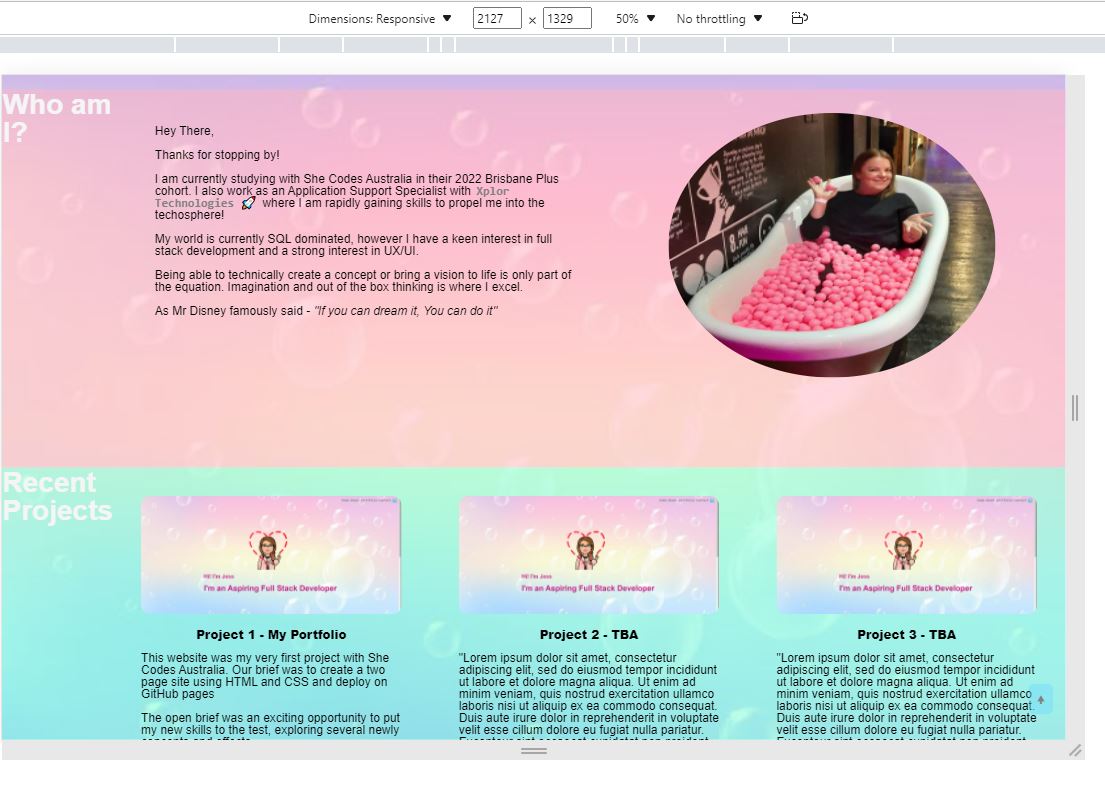 Dimensions: Responsive 2127 × 1329 50% No throttling
Who am
I?
Hey There,
Thanks for stopping by!
I am currently studying with She Codes Australia in their 2022 Brisbane Plus
cohort. I also work as an Application Support Specialist with Xplor
Technologies 🚀 where I am rapidly gaining skills to propel me into the
techosphere!
My world is currently SQL dominated, however I have a keen interest in full
stack development and a strong interest in UX/UI.
Being able to technically create a concept or bring a vision to life is only part of
the equation. Imagination and out of the box thinking is where I excel.
As Mr Disney famously said - "If you can dream it, You can do it"
Recent
Projects
HI! I'm Jess
I'm an Aspiring Full Stack Developer
Project 1 - My Portfolio
This website was my very first project with She
Codes Australia. Our brief was to create a two
page site using HTML and CSS and deploy on
GitHub pages
The open brief was an exciting opportunity to put
my new skills to the test, exploring several newly
HI! I'm Jess
I'm an Aspiring Full Stack Developer
Project 2 - TBA
"Lorem ipsum dolor sit amet, consectetur
adipiscing elit, sed do eiusmod tempor incididunt
ut labore et dolore magna aliqua. Ut enim ad
minim veniam, quis nostrud exercitation ullamco
laboris nisi ut aliquip ex ea commodo consequat.
Duis aute irure dolor in reprehenderit in voluptate
velit esse cillum dolore eu fugiat nulla pariatur.
HI! I'm Jess
I'm an Aspiring Full Stack Developer
Project 3 - TBA
"Lorem ipsum dolor sit amet, consectetur
adipiscing elit, sed do eiusmod tempor incididunt
ut labore et dolore magna aliqua. Ut enim ad
minim veniam, quis nostrud exercitation ullamco
laboris nisi ut aliquip ex ea commodo consequat.
Duis aute irure dolor in reprehenderit in voluptate
velit esse cillum dolore eu fugiat nulla pariatur.